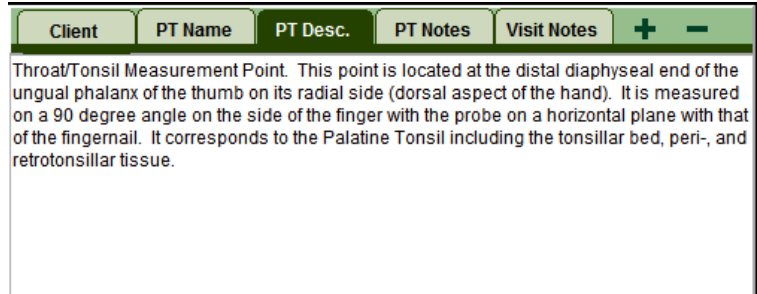 Client PT Name PT Desc. PT Notes Visit Notes + −
Throat/Tonsil Measurement Point. This point is located at the distal diaphyseal end of the
ungual phalanx of the thumb on its radial side (dorsal aspect of the hand). It is measured
on a 90 degree angle on the side of the finger with the probe on a horizontal plane with that
of the fingernail. It corresponds to the Palatine Tonsil including the tonsillar bed, peri-, and
retrotonsillar tissue.